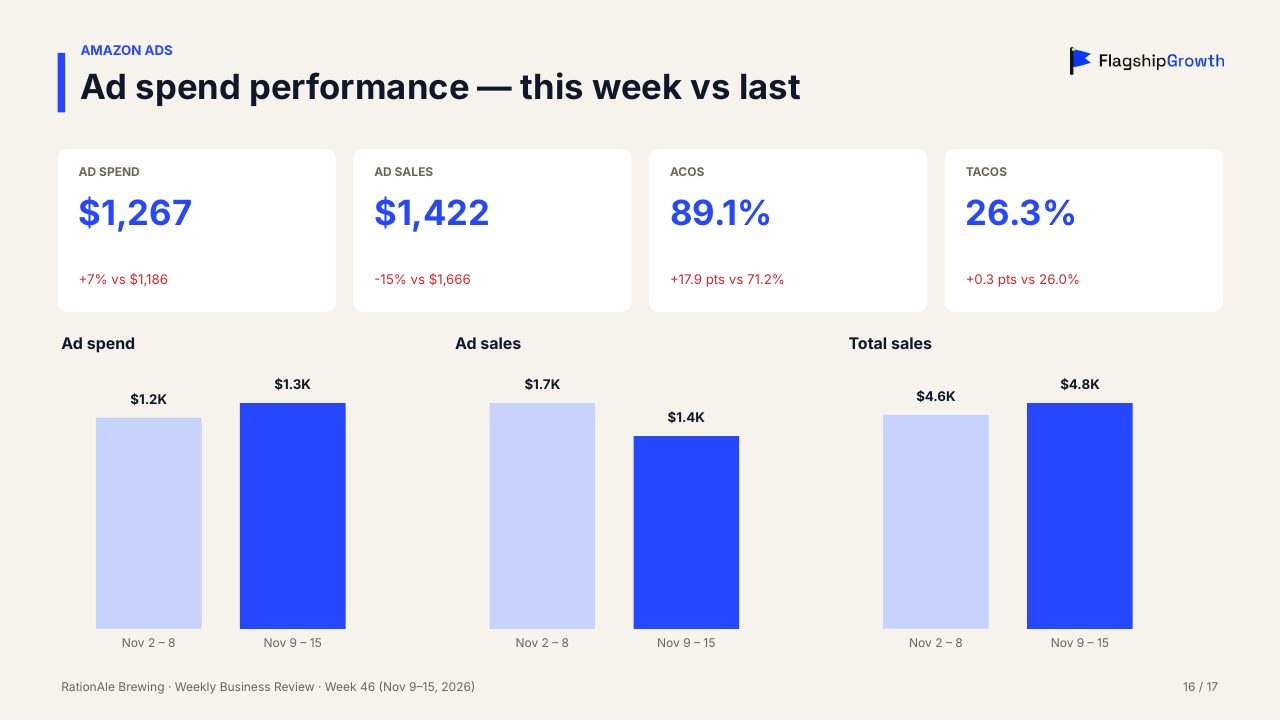 AMAZON ADS
Ad spend performance — this week vs last
FlagshipGrowth
AD SPEND
$1,267
+7% vs $1,186
AD SALES
$1,422
-15% vs $1,666
ACOS
89.1%
+17.9 pts vs 71.2%
TACOS
26.3%
+0.3 pts vs 26.0%
Ad spend
$1.2K
$1.3K
Nov 2 – 8
Nov 9 – 15
Ad sales
$1.7K
$1.4K
Nov 2 – 8
Nov 9 – 15
Total sales
$4.6K
$4.8K
Nov 2 – 8
Nov 9 – 15
RationAle Brewing · Weekly Business Review · Week 46 (Nov 9–15, 2026)
16 / 17